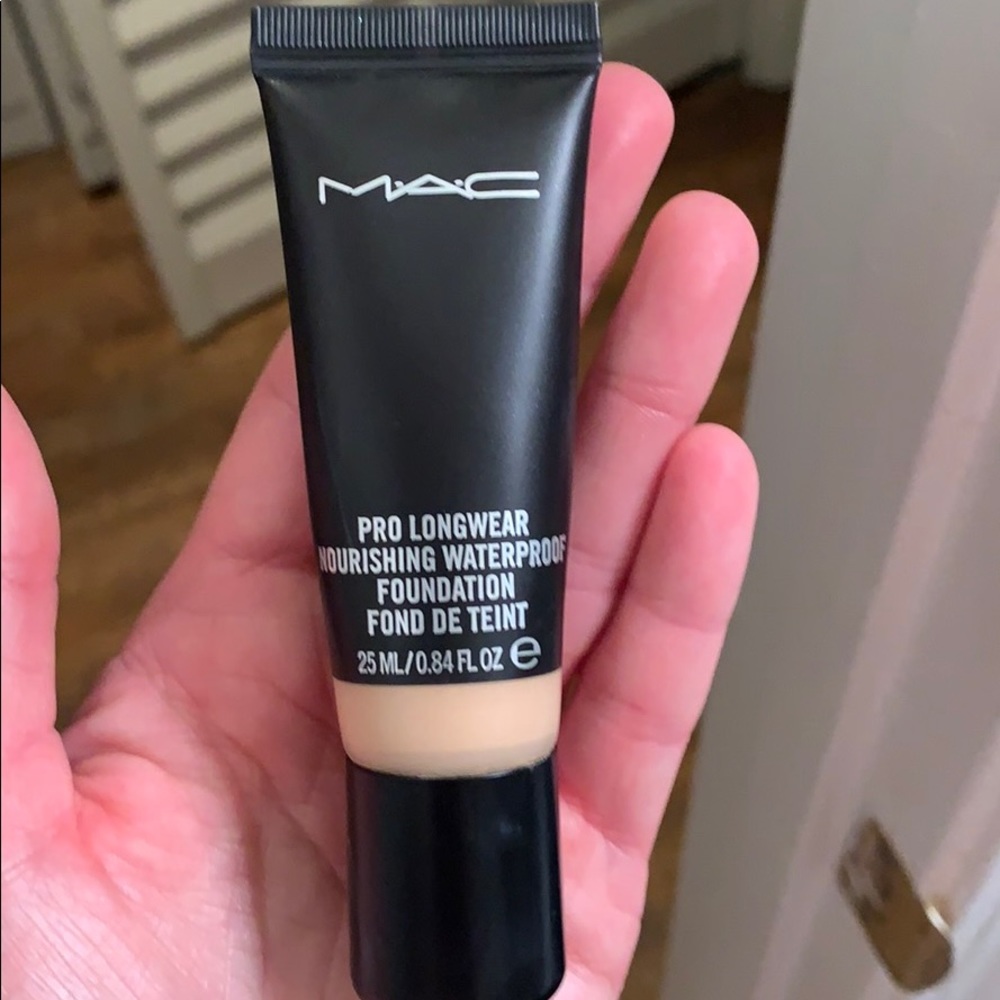 M·A·C
PRO LONGWEAR
NOURISHING WATERPROOF
FOUNDATION
FOND DE TEINT
25 ML/0.84 FL OZ ℮